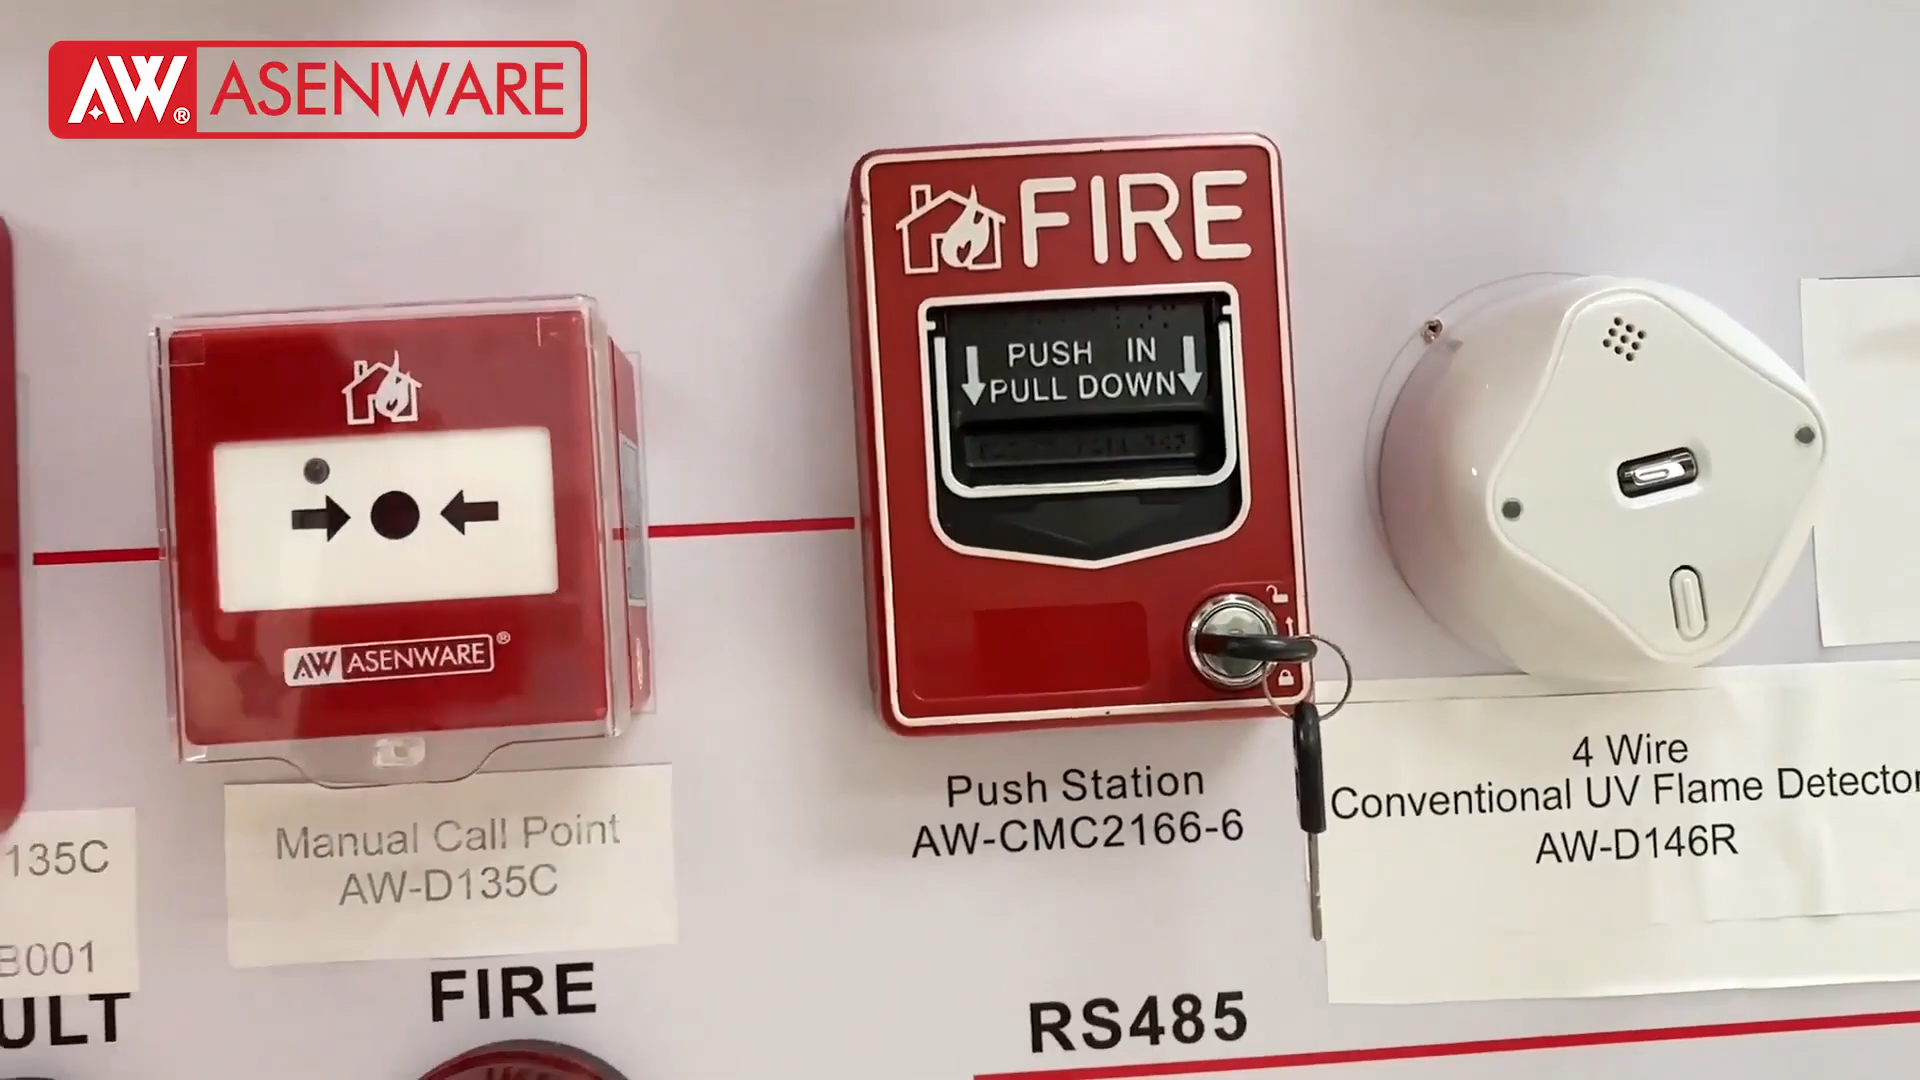 AW® ASENWARE
FIRE
PUSH IN
PULL DOWN
AW ASENWARE®
Manual Call Point
AW-D135C
Push Station
AW-CMC2166-6
4 Wire
Conventional UV Flame Detector
AW-D146R
135C
B001
ULT
FIRE
RS485